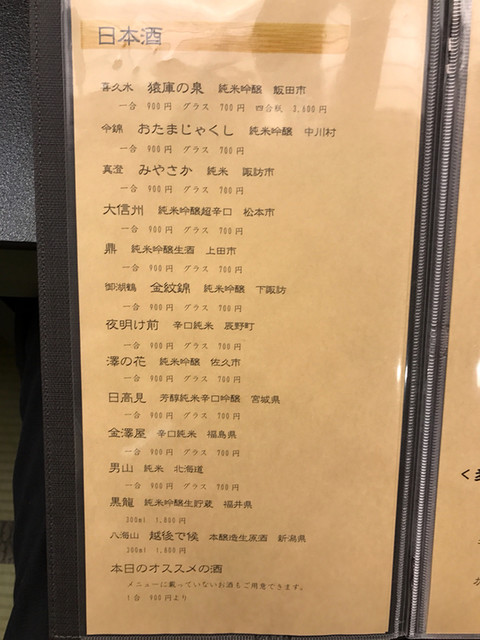 日本酒
喜久水 猿庫の泉 純米吟醸 飯田市
一合 900円 グラス 700円 四合瓶 3,600円
今錦 おたまじゃくし 純米吟醸 中川村
一合 900円 グラス 700円
真澄 みやさか 純米 諏訪市
一合 900円 グラス 700円
大信州 純米吟醸超辛口 松本市
一合 900円 グラス 700円
鼎 純米吟醸生酒 上田市
一合 900円 グラス 700円
御湖鶴 金紋錦 純米吟醸 下諏訪
一合 900円 グラス 700円
夜明け前 辛口純米 辰野町
一合 900円 グラス 700円
澤の花 純米吟醸 佐久市
一合 900円 グラス 700円
日高見 芳醇純米辛口吟醸 宮城県
一合 900円 グラス 700円
金澤屋 辛口純米 福島県
一合 900円 グラス 700円
男山 純米 北海道
一合 900円 グラス 700円
黒龍 純米吟醸生貯蔵 福井県
300ml 1,800円
八海山 越後で候 本醸造生原酒 新潟県
300ml 1,800円
本日のオススメの酒
メニューに載っていないお酒もご用意できます。
1合 900円より